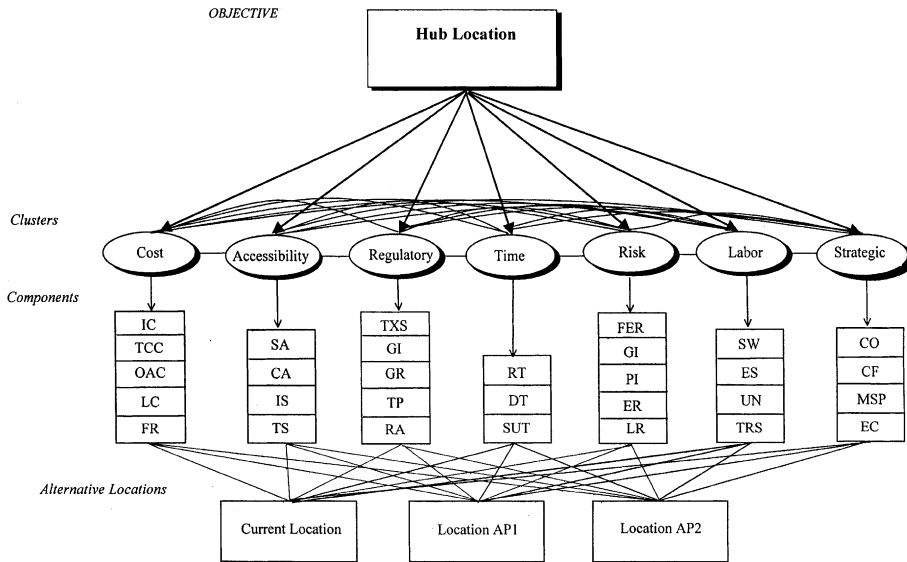 OBJECTIVE
Hub Location
Clusters
Cost
Accessibility
Regulatory
Time
Risk
Labor
Strategic
Components
IC
TCC
OAC
LC
FR
SA
CA
IS
TS
TXS
GI
GR
TP
RA
RT
DT
SUT
FER
GI
PI
ER
LR
SW
ES
UN
TRS
CO
CF
MSP
EC
Alternative Locations
Current Location
Location AP1
Location AP2